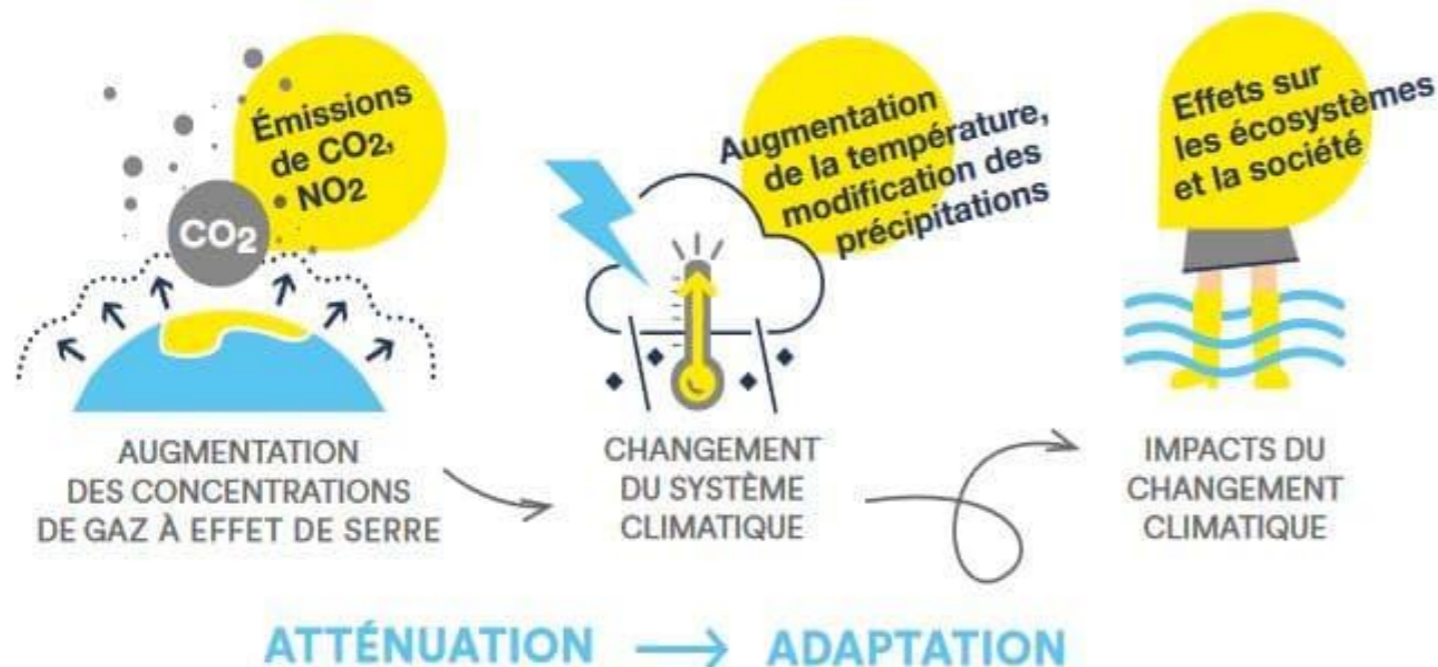 Émissions
de CO2,
NO2
CO2
AUGMENTATION
DES CONCENTRATIONS
DE GAZ À EFFET DE SERRE
Augmentation
de la température,
modification des
précipitations
CHANGEMENT
DU SYSTÈME
CLIMATIQUE
Effets sur
les écosystèmes
et la société
IMPACTS DU
CHANGEMENT
CLIMATIQUE
ATTÉNUATION → ADAPTATION